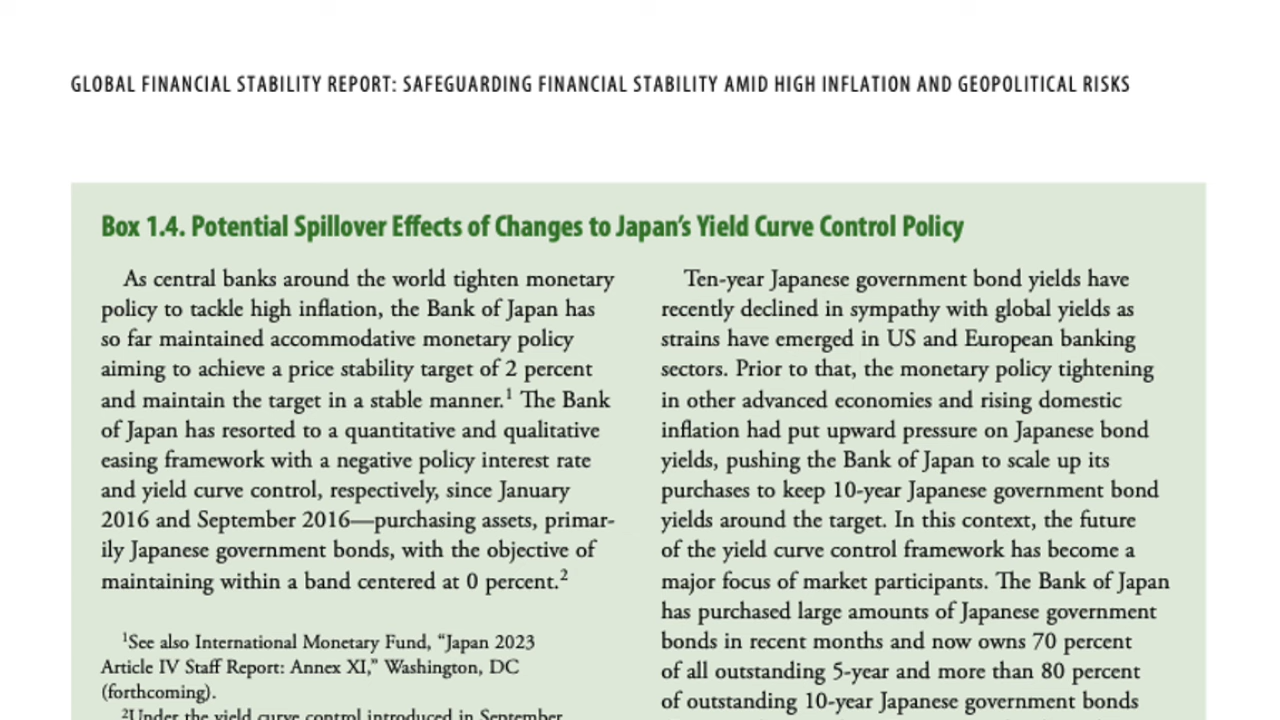 GLOBAL FINANCIAL STABILITY REPORT: SAFEGUARDING FINANCIAL STABILITY AMID HIGH INFLATION AND GEOPOLITICAL RISKS
Box 1.4. Potential Spillover Effects of Changes to Japan's Yield Curve Control Policy
As central banks around the world tighten monetary
policy to tackle high inflation, the Bank of Japan has
so far maintained accommodative monetary policy
aiming to achieve a price stability target of 2 percent
and maintain the target in a stable manner.¹ The Bank
of Japan has resorted to a quantitative and qualitative
easing framework with a negative policy interest rate
and yield curve control, respectively, since January
2016 and September 2016—purchasing assets, primar-
ily Japanese government bonds, with the objective of
maintaining within a band centered at 0 percent.²
¹See also International Monetary Fund, “Japan 2023
Article IV Staff Report: Annex XI,” Washington, DC
(forthcoming).
²Under the yield curve control introduced in September
Ten-year Japanese government bond yields have
recently declined in sympathy with global yields as
strains have emerged in US and European banking
sectors. Prior to that, the monetary policy tightening
in other advanced economies and rising domestic
inflation had put upward pressure on Japanese bond
yields, pushing the Bank of Japan to scale up its
purchases to keep 10-year Japanese government bond
yields around the target. In this context, the future
of the yield curve control framework has become a
major focus of market participants. The Bank of Japan
has purchased large amounts of Japanese government
bonds in recent months and now owns 70 percent
of all outstanding 5-year and more than 80 percent
of outstanding 10-year Japanese government bonds